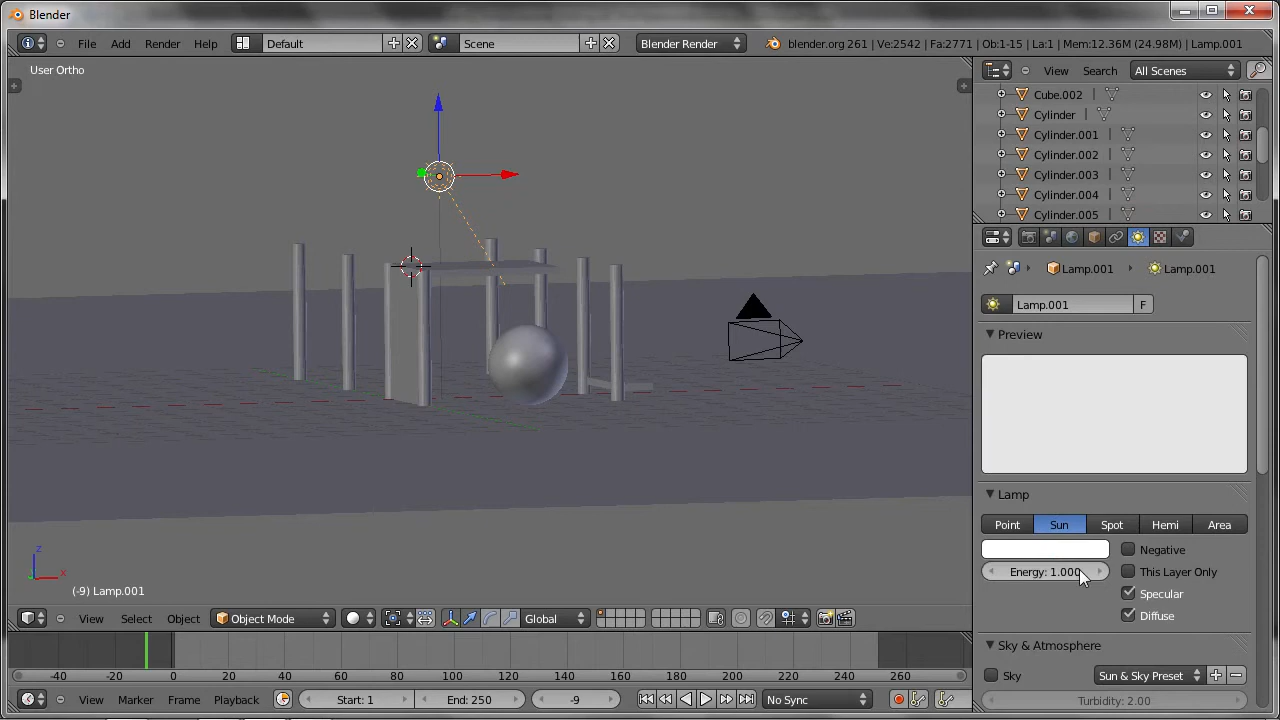 Blender
File Add Render Help Default Scene Blender Render blender.org 261 | Ve:2542 | Fa:2771 | Ob:1-15 | La:1 | Mem:12.36M (24.98M) | Lamp.001
User Ortho
View Search All Scenes
Cube.002
Cylinder
Cylinder.001
Cylinder.002
Cylinder.003
Cylinder.004
Cylinder.005
Lamp.001 Lamp.001
Lamp.001 F
Preview
Lamp
Point Sun Spot Hemi Area
Negative
Energy: 1.000 This Layer Only
Specular
Diffuse
Sky & Atmosphere
Sky Sun & Sky Preset
Turbidity: 2.00
z
x
(-9) Lamp.001
View Select Object Object Mode Global
-40 -20 0 20 40 60 80 100 120 140 160 180 200 220 240 260
View Marker Frame Playback Start: 1 End: 250 -9 No Sync